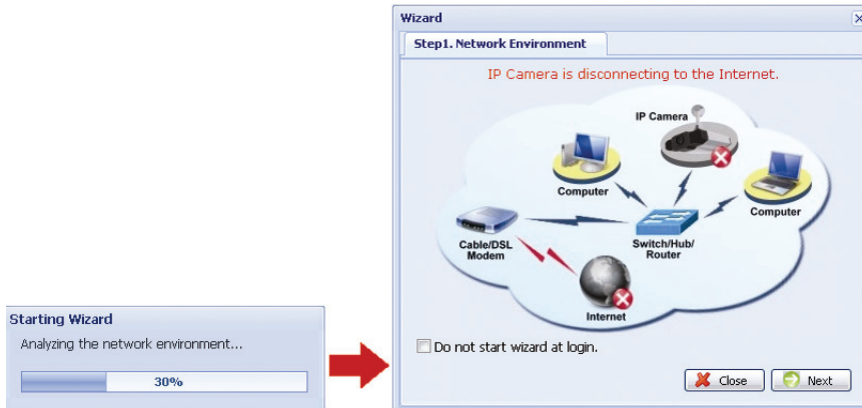 Starting Wizard
Analyzing the network environment...
30%
Wizard
Step1. Network Environment
IP Camera is disconnecting to the Internet.
IP Camera
Computer
Computer
Cable/DSL
Modem
Switch/Hub/
Router
Internet
Do not start wizard at login.
Close
Next